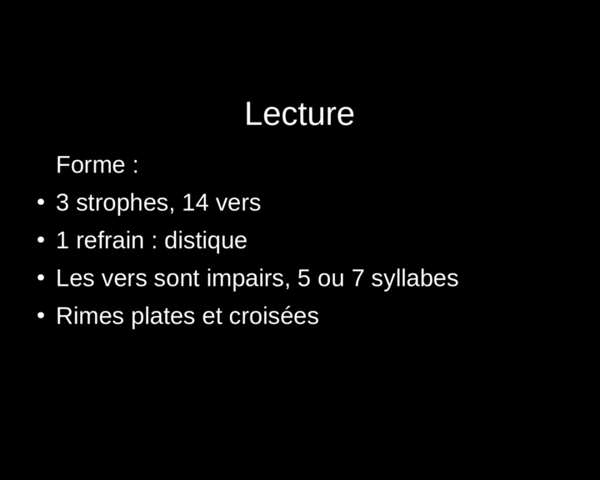 Lecture
Forme :
• 3 strophes, 14 vers
• 1 refrain : distique
• Les vers sont impairs, 5 ou 7 syllabes
• Rimes plates et croisées